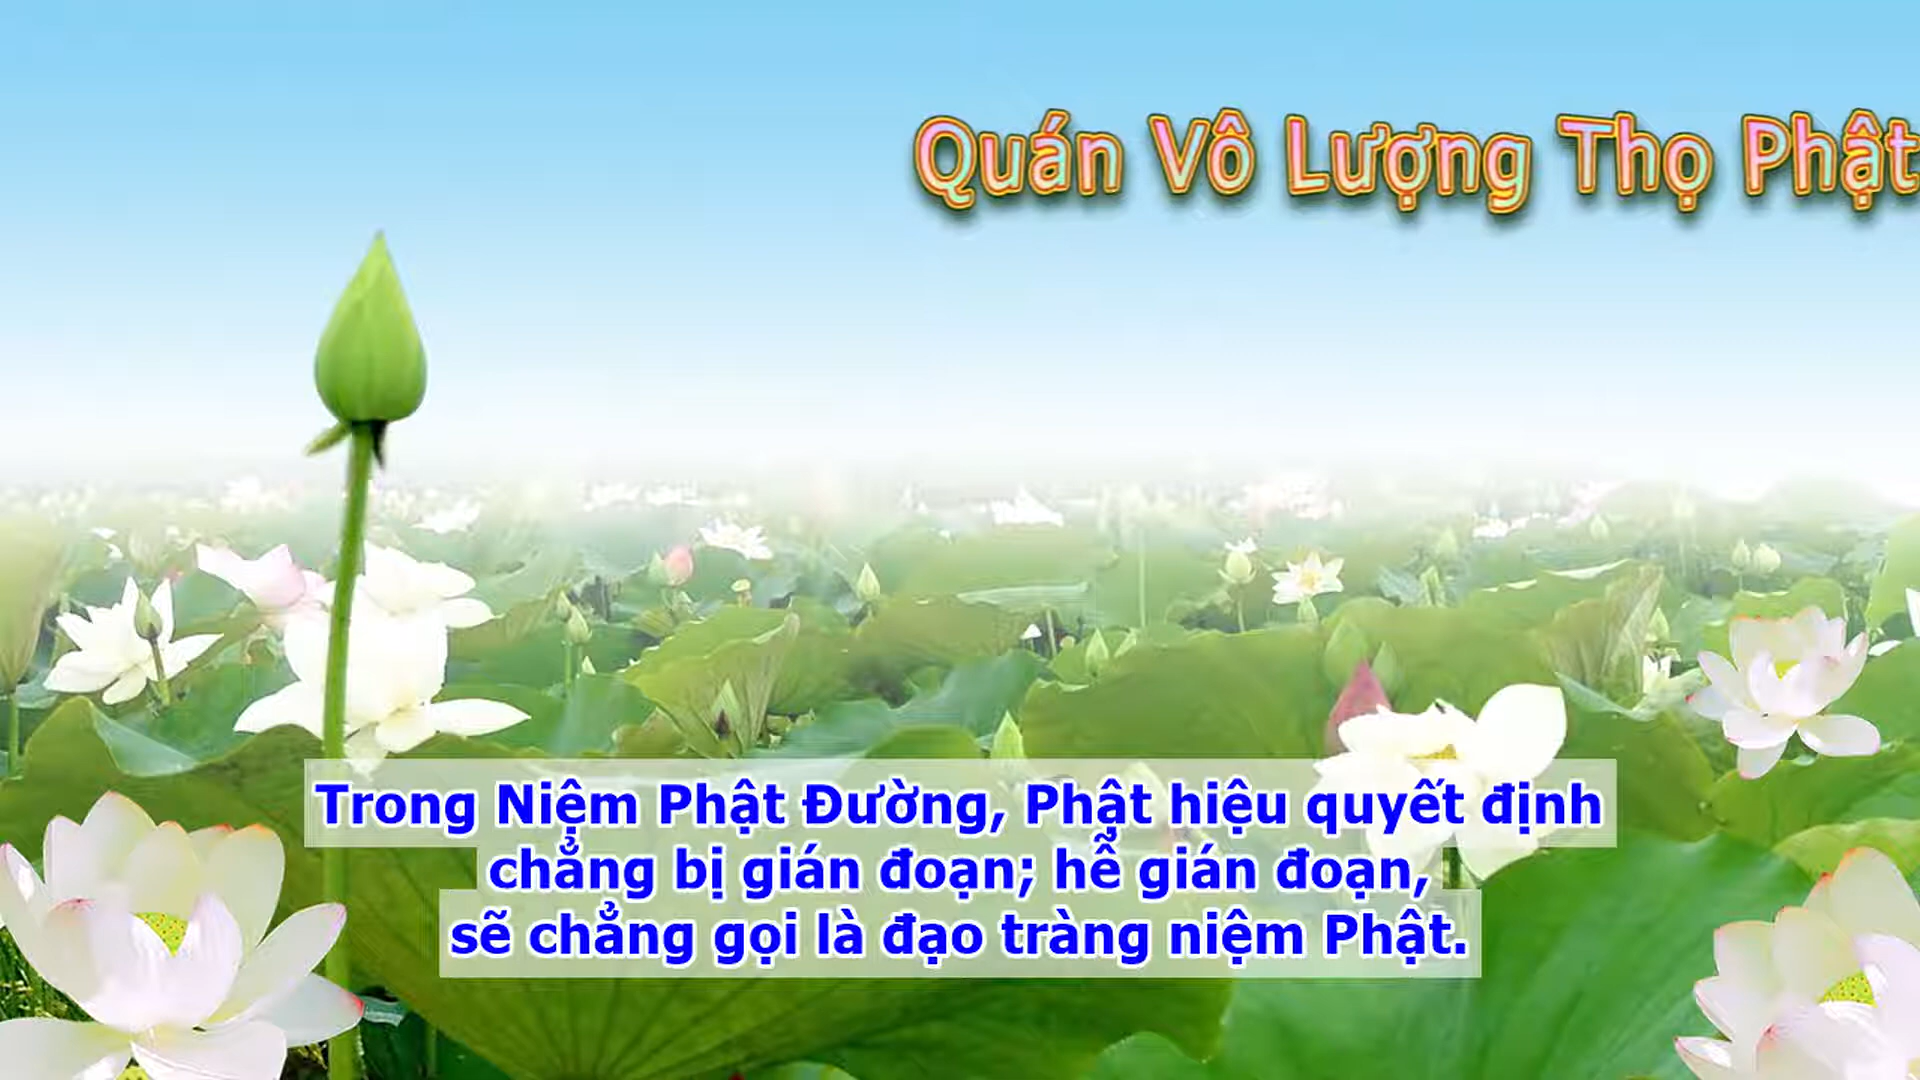 Quán Vô Lượng Thọ Phật
Trong Niệm Phật Đường, Phật hiệu quyết định
chẳng bị gián đoạn; hễ gián đoạn,
sẽ chẳng gọi là đạo tràng niệm Phật.